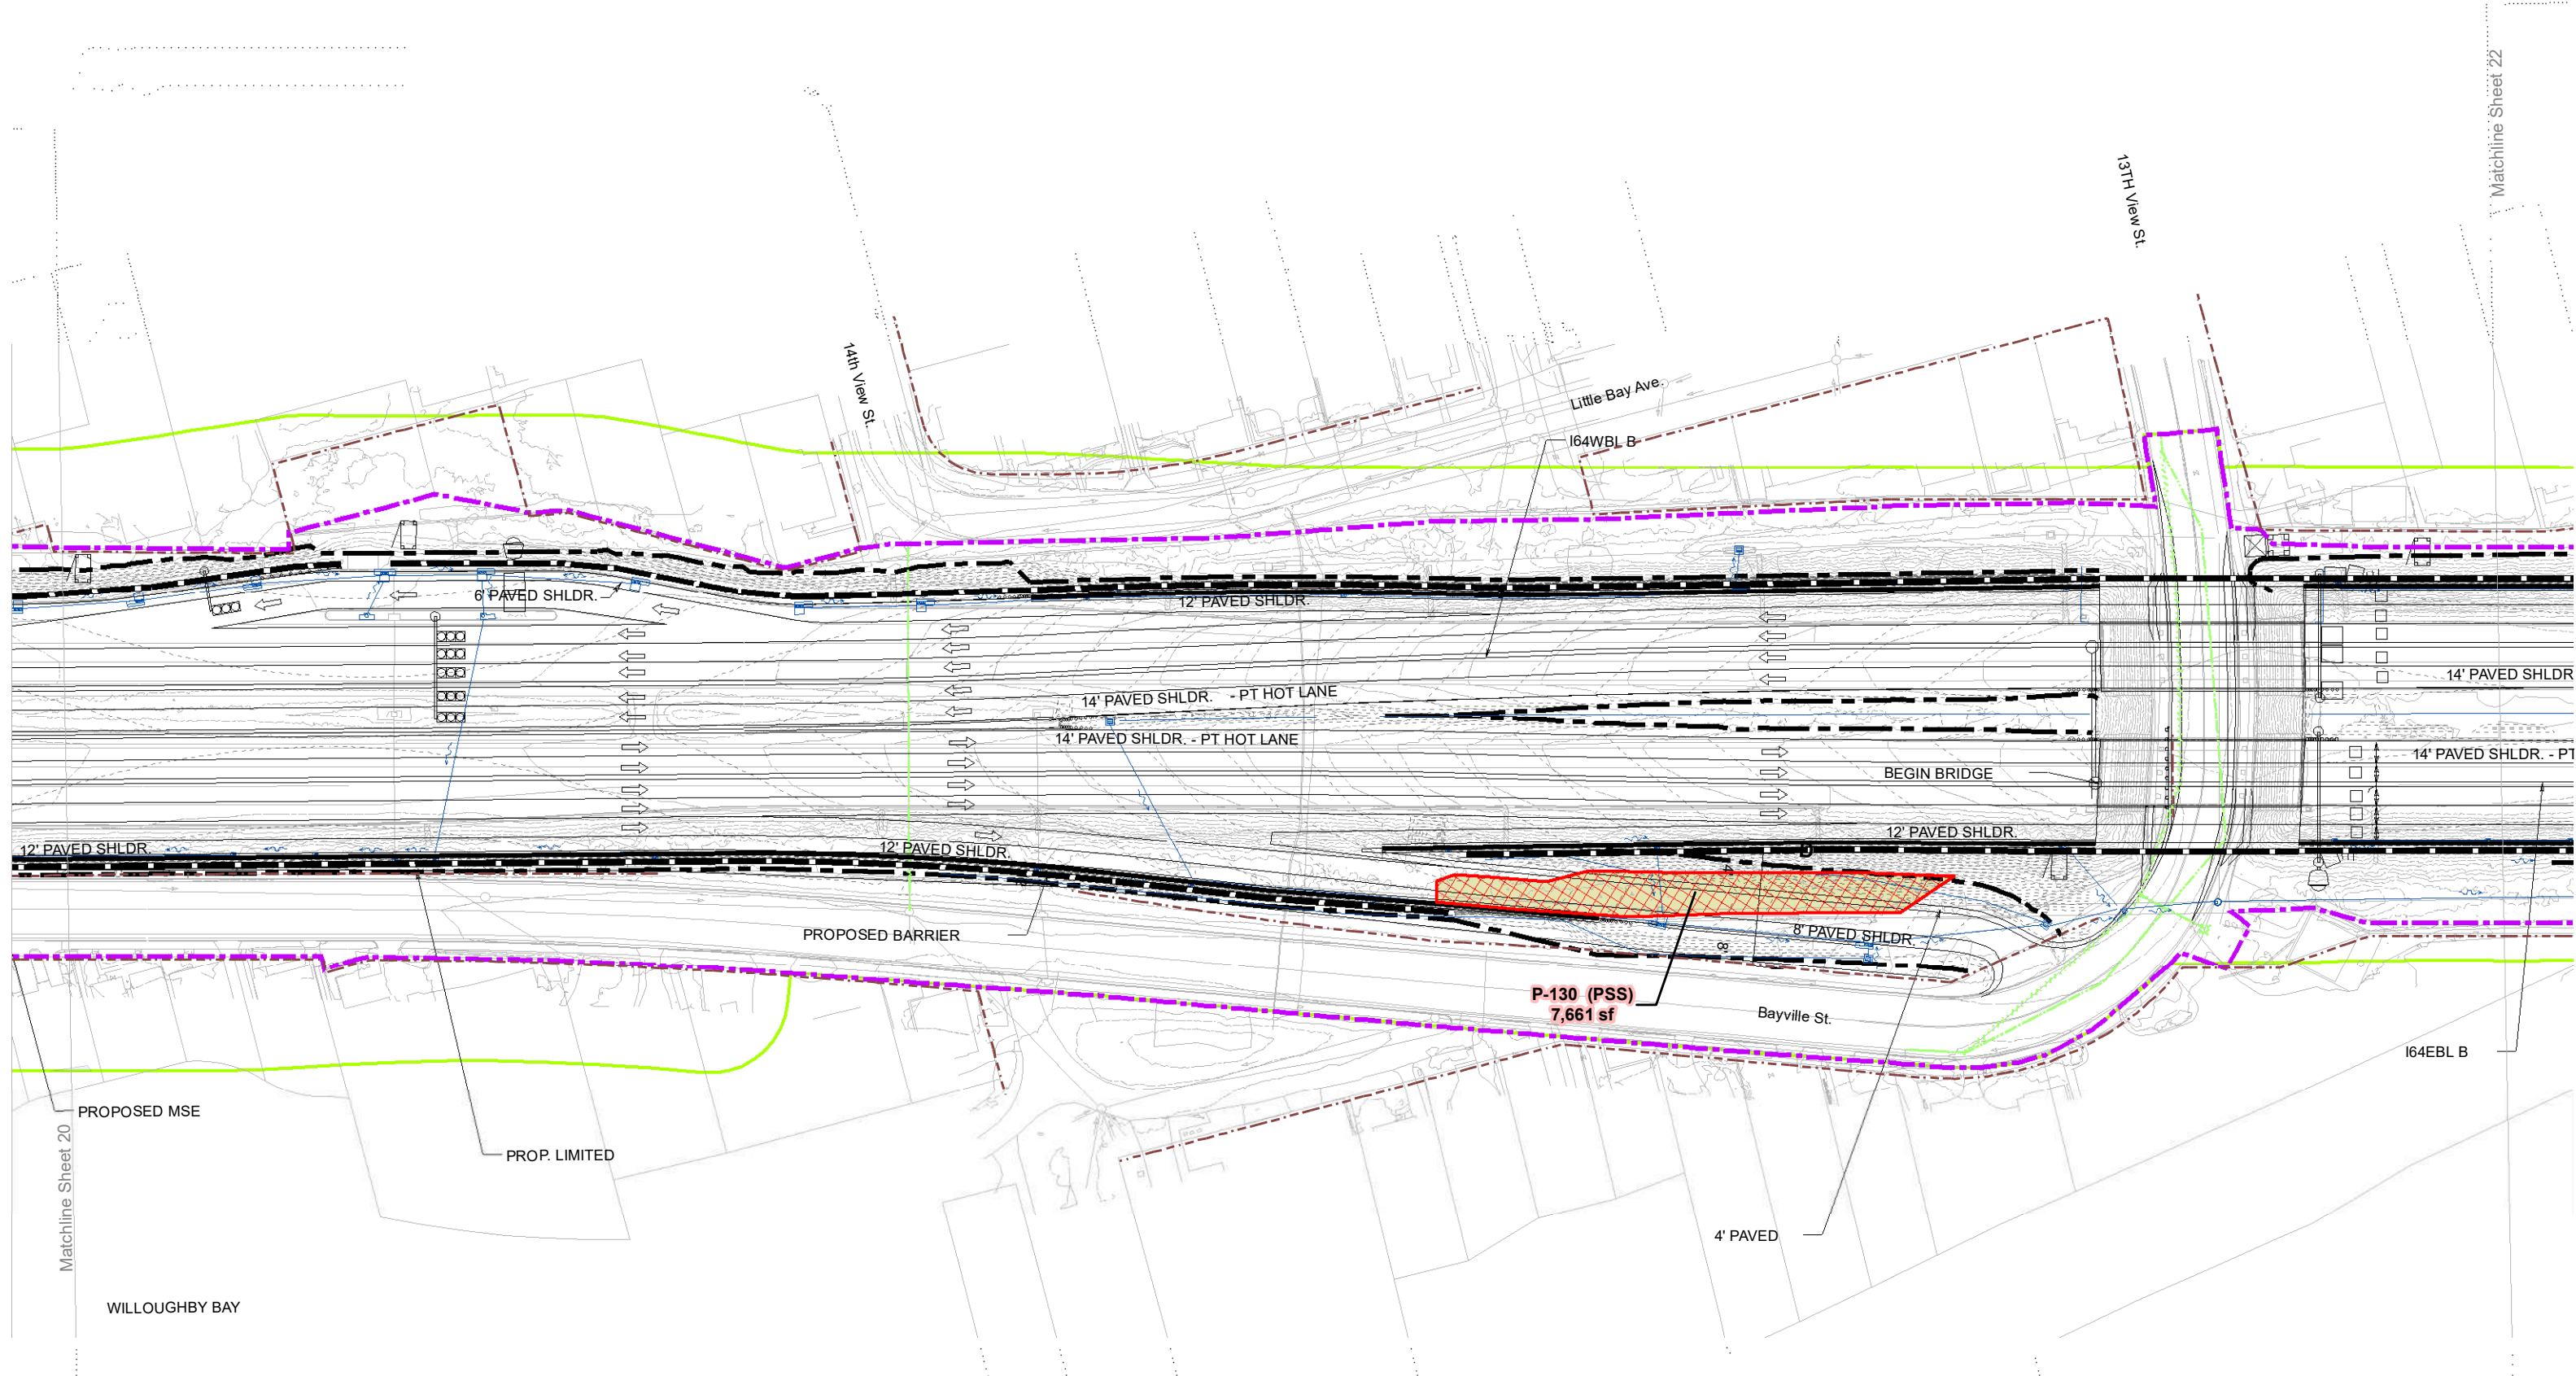 Matchline Sheet 22
13TH View St.
14th View St.
Little Bay Ave.
I64WBL B
6' PAVED SHLDR.
12' PAVED SHLDR.
14' PAVED SHLDR
14' PAVED SHLDR. - PT HOT LANE
14' PAVED SHLDR. - PT HOT LANE
14' PAVED SHLDR. - PT
BEGIN BRIDGE
12' PAVED SHLDR.
12' PAVED SHLDR.
12' PAVED SHLDR.
4'
PROPOSED BARRIER
8' PAVED SHLDR.
8'
P-130 (PSS)
7,661 sf
Bayville St.
I64EBL B
PROPOSED MSE
PROP. LIMITED
Matchline Sheet 20
4' PAVED
WILLOUGHBY BAY